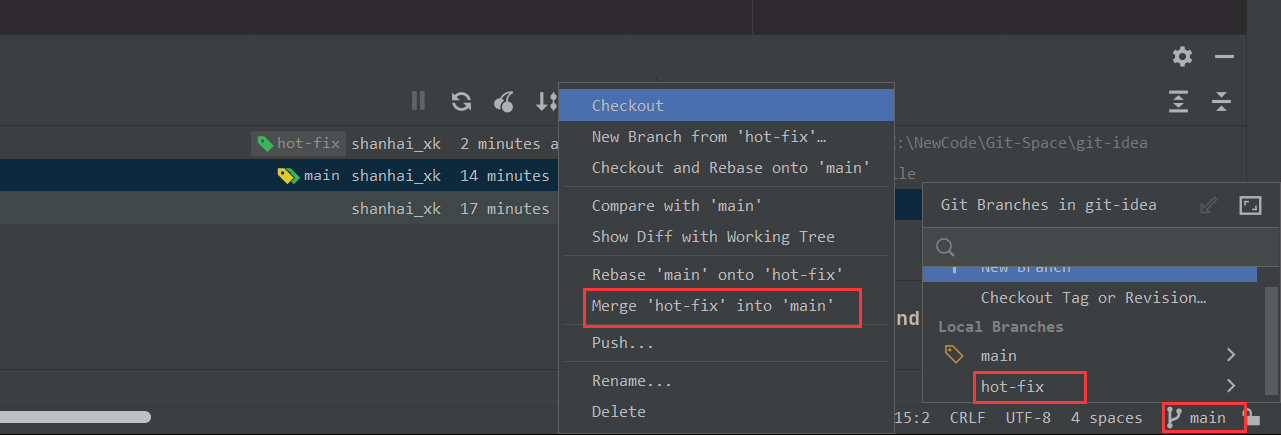 hot-fix shanhai_xk 2 minutes a
main shanhai_xk 14 minutes
shanhai_xk 17 minutes
Checkout
New Branch from 'hot-fix'…
Checkout and Rebase onto 'main'
Compare with 'main'
Show Diff with Working Tree
Rebase 'main' onto 'hot-fix'
Merge 'hot-fix' into 'main'
Push...
Rename...
Delete
:\NewCode\Git-Space\git-idea
ile
Git Branches in git-idea
New Branch
Checkout Tag or Revision…
Local Branches
main
hot-fix
nd
15:2 CRLF UTF-8 4 spaces main